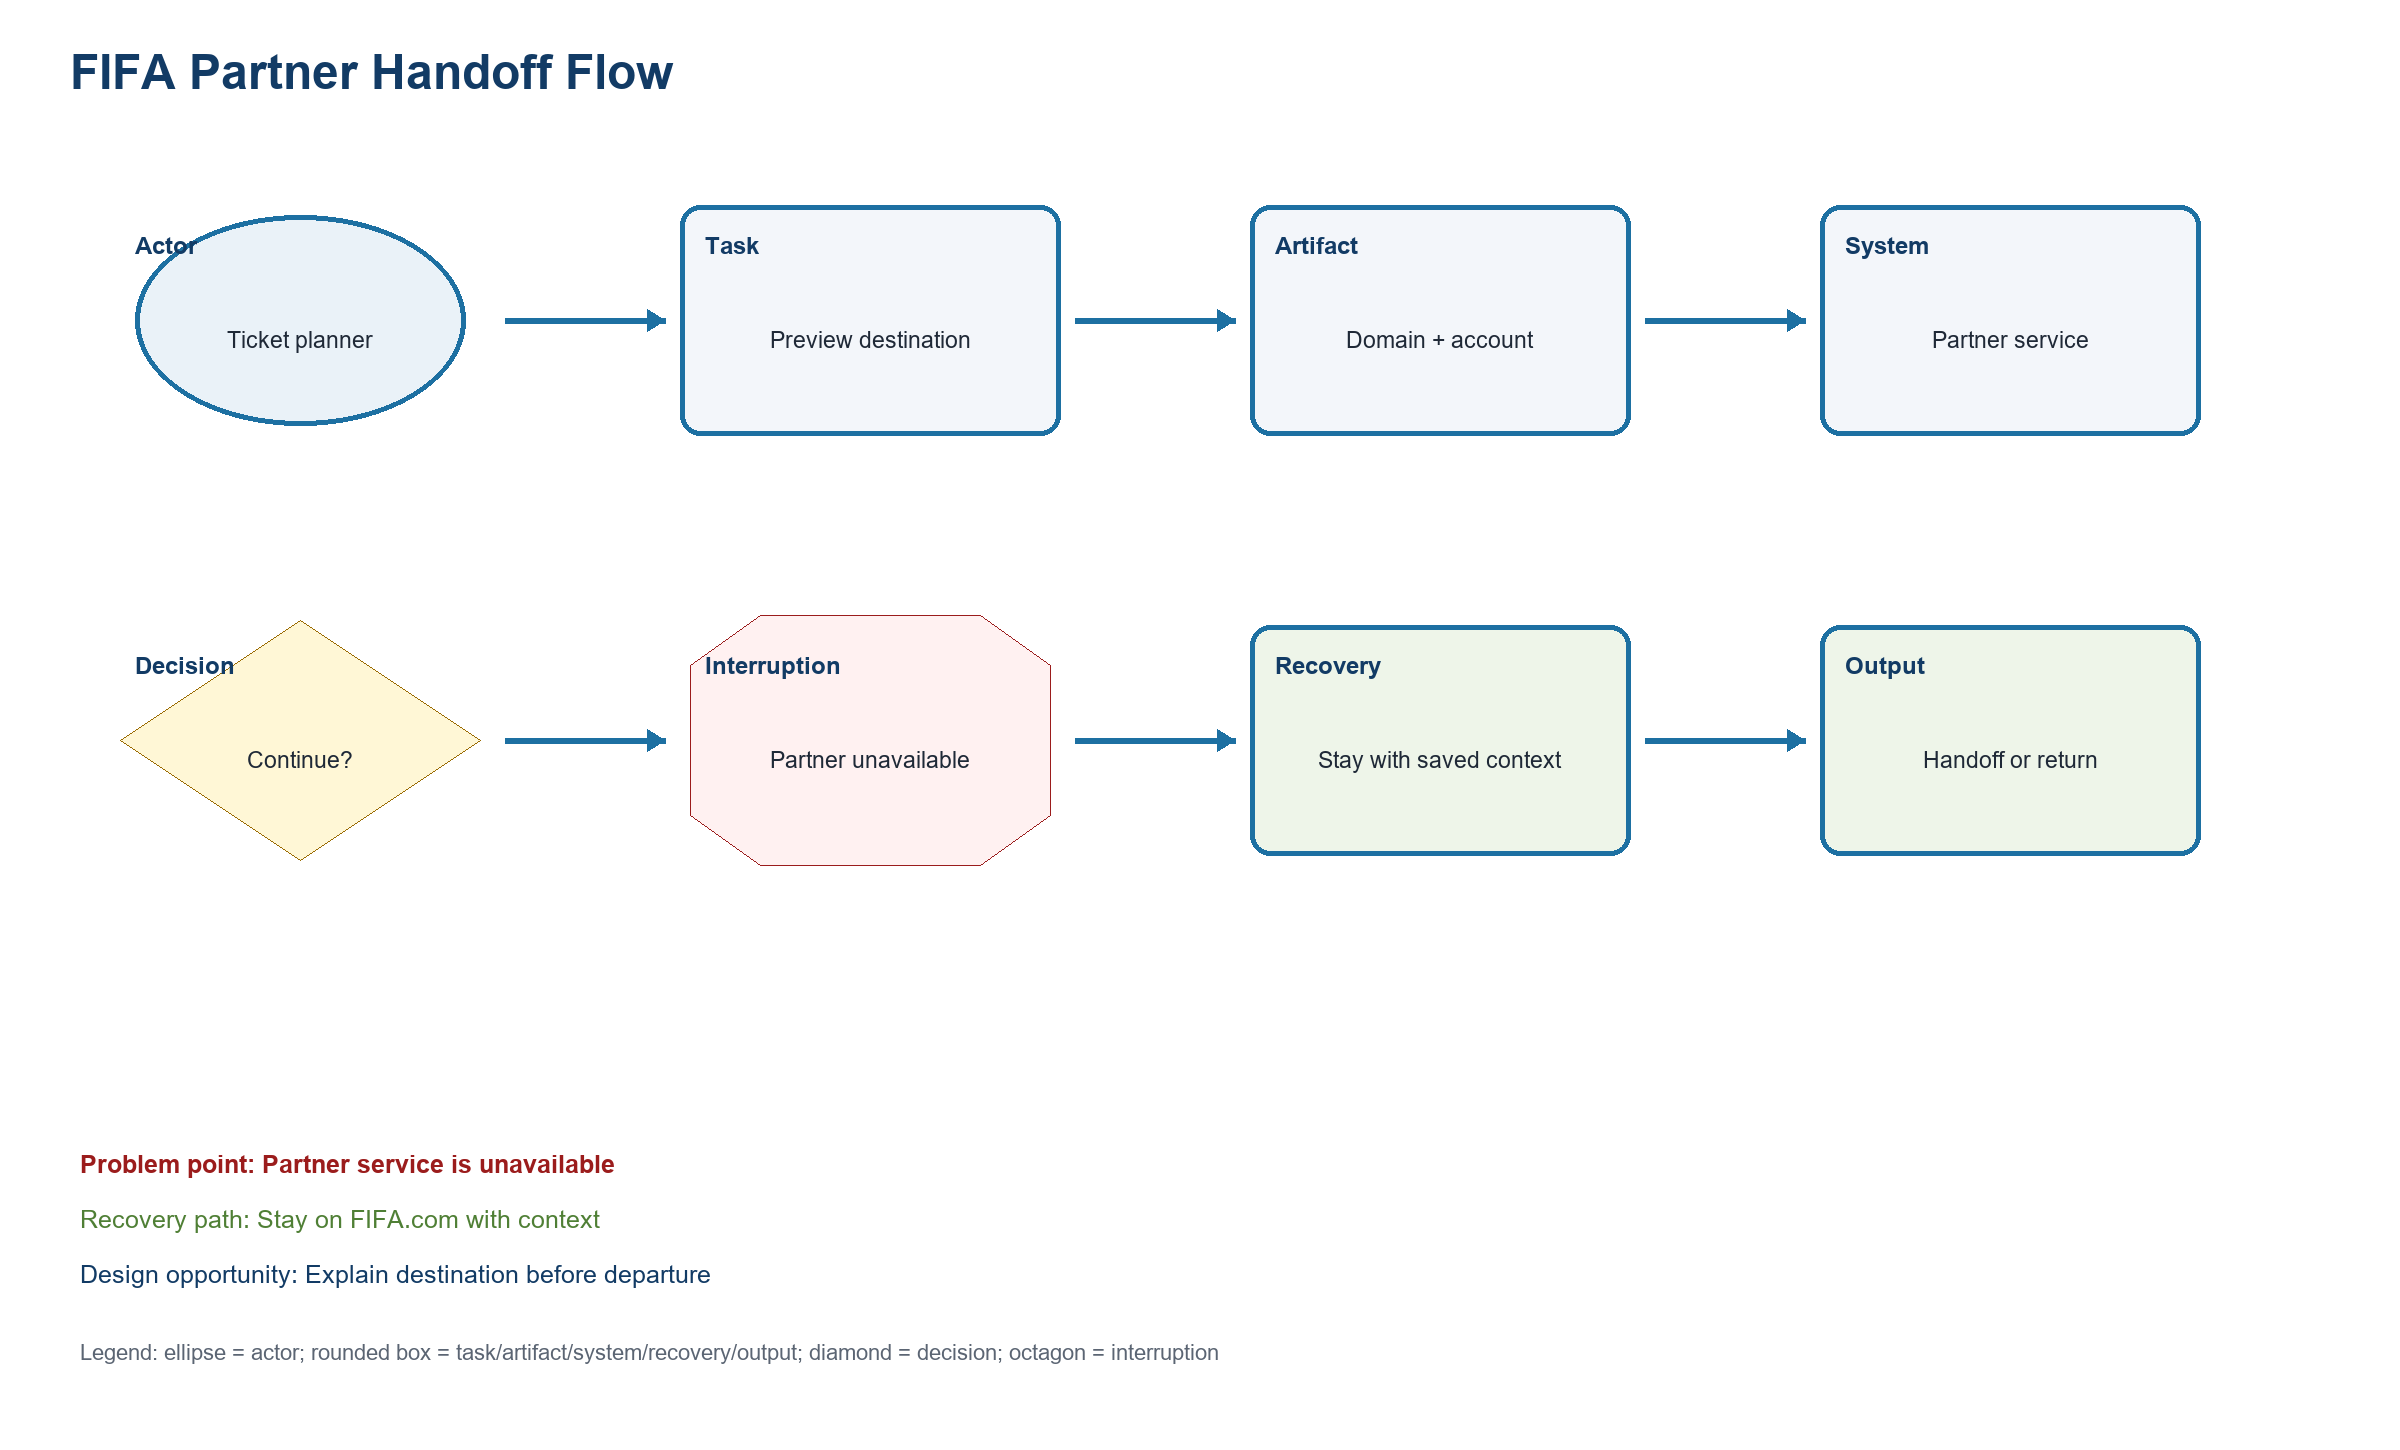 FIFA Partner Handoff Flow
Actor
Ticket planner
Task
Preview destination
Artifact
Domain + account
System
Partner service
Decision
Continue?
Interruption
Partner unavailable
Recovery
Stay with saved context
Output
Handoff or return
Problem point: Partner service is unavailable
Recovery path: Stay on FIFA.com with context
Design opportunity: Explain destination before departure
Legend: ellipse = actor; rounded box = task/artifact/system/recovery/output; diamond = decision; octagon = interruption